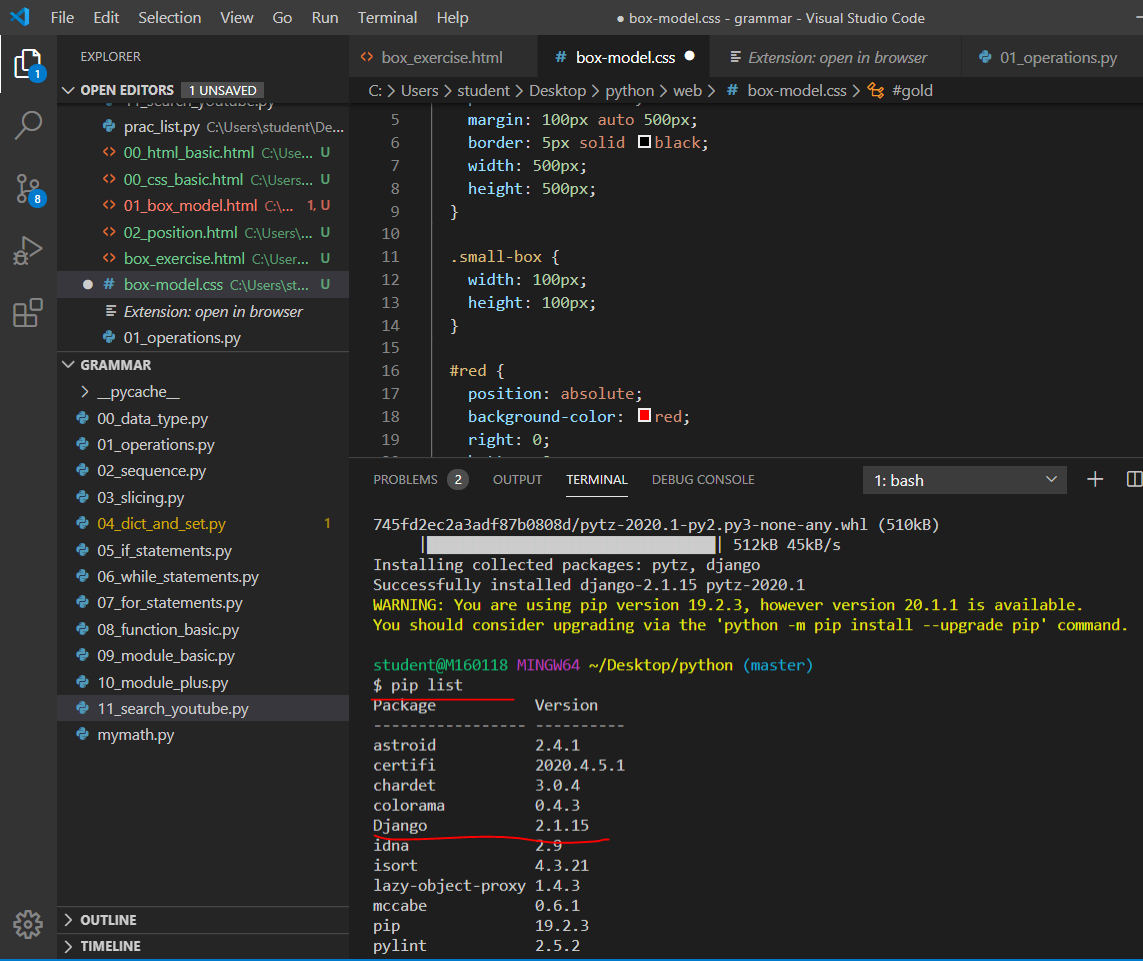 File Edit Selection View Go Run Terminal Help ● box-model.css - grammar - Visual Studio Code
EXPLORER
OPEN EDITORS 1 UNSAVED
11_search_youtube.py
prac_list.py C:\Users\student\De...
00_html_basic.html C:\Use... U
00_css_basic.html C:\Users... U
01_box_model.html C:\... 1, U
02_position.html C:\Users\... U
box_exercise.html C:\User... U
# box-model.css C:\Users\st... U
Extension: open in browser
01_operations.py
GRAMMAR
__pycache__
00_data_type.py
01_operations.py
02_sequence.py
03_slicing.py
04_dict_and_set.py 1
05_if_statements.py
06_while_statements.py
07_for_statements.py
08_function_basic.py
09_module_basic.py
10_module_plus.py
11_search_youtube.py
mymath.py
OUTLINE
TIMELINE
1
8
<> box_exercise.html # box-model.css ● Extension: open in browser 01_operations.py
C: > Users > student > Desktop > python > web > # box-model.css > #gold
5 margin: 100px auto 500px;
6 border: 5px solid black;
7 width: 500px;
8 height: 500px;
9 }
10
11 .small-box {
12 width: 100px;
13 height: 100px;
14 }
15
16 #red {
17 position: absolute;
18 background-color: red;
19 right: 0;
PROBLEMS 2 OUTPUT TERMINAL DEBUG CONSOLE 1: bash
745fd2ec2a3adf87b0808d/pytz-2020.1-py2.py3-none-any.whl (510kB)
| | 512kB 45kB/s
Installing collected packages: pytz, django
Successfully installed django-2.1.15 pytz-2020.1
WARNING: You are using pip version 19.2.3, however version 20.1.1 is available.
You should consider upgrading via the 'python -m pip install --upgrade pip' command.
student@M160118 MINGW64 ~/Desktop/python (master)
$ pip list
Package Version
----------------- ----------
astroid 2.4.1
certifi 2020.4.5.1
chardet 3.0.4
colorama 0.4.3
Django 2.1.15
idna 2.9
isort 4.3.21
lazy-object-proxy 1.4.3
mccabe 0.6.1
pip 19.2.3
pylint 2.5.2